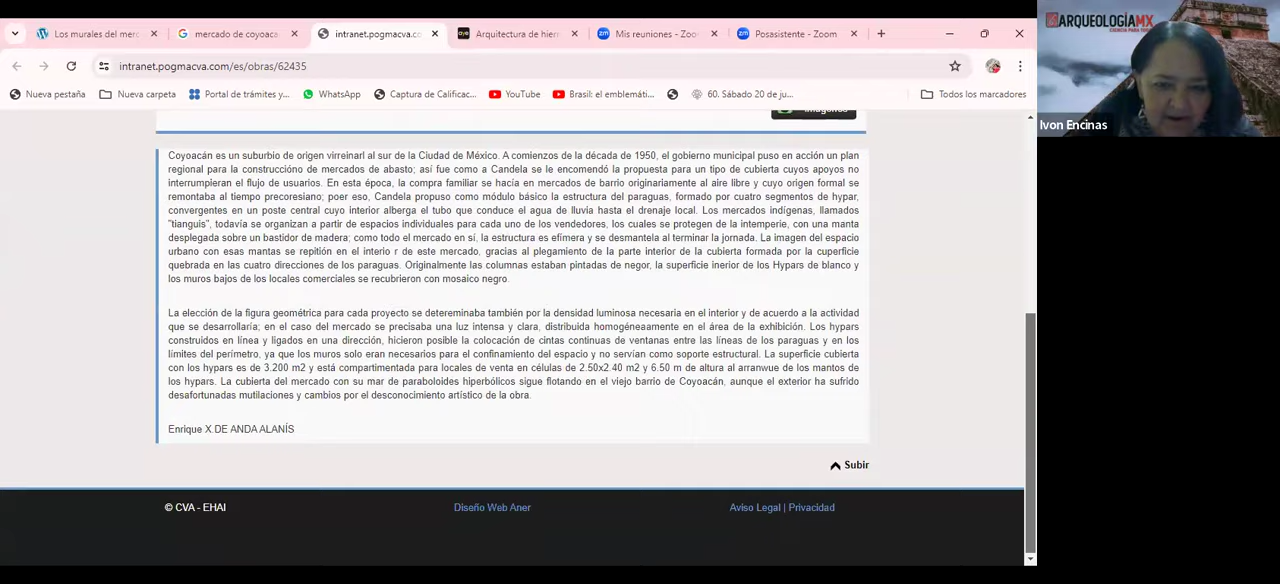 Los murales del merc
mercado de coyoaca
intranet.pogmacva.co
Arquitectura de hierr
Mis reuniones - Zoo
Posasistente - Zoom
intranet.pogmacva.com/es/obras/62435
Nueva pestaña
Nueva carpeta
Portal de trámites y...
WhatsApp
Captura de Calificac...
YouTube
Brasil: el emblemáti...
60. Sábado 20 de ju...
Todos los marcadores
Imágenes
Coyoacán es un suburbio de origen virreinarl al sur de la Ciudad de México. A comienzos de la década de 1950, el gobierno municipal puso en acción un plan
regional para la construccióno de mercados de abasto; así fue como a Candela se le encomendó la propuesta para un tipo de cubierta cuyos apoyos no
interrumpieran el flujo de usuarios. En esta época, la compra familiar se hacía en mercados de barrio originariamente al aire libre y cuyo origen formal se
remontaba al tiempo precoresiano; poer eso, Candela propuso como módulo básico la estructura del paraguas, formado por cuatro segmentos de hypar,
convergentes en un poste central cuyo interior alberga el tubo que conduce el agua de lluvia hasta el drenaje local. Los mercados indígenas, llamados
"tianguis", todavía se organizan a partir de espacios individuales para cada uno de los vendedores, los cuales se protegen de la intemperie, con una manta
desplegada sobre un bastidor de madera; como todo el mercado en sí, la estructura es efímera y se desmantela al terminar la jornada. La imagen del espacio
urbano con esas mantas se repitión en el interio r de este mercado, gracias al plegamiento de la parte interior de la cubierta formada por la cuperficie
quebrada en las cuatro direcciones de los paraguas. Originalmente las columnas estaban pintadas de negor, la superficie inerior de los Hypars de blanco y
los muros bajos de los locales comerciales se recubrieron con mosaico negro.
La elección de la figura geométrica para cada proyecto se detereminaba también por la densidad luminosa necesaria en el interior y de acuerdo a la actividad
que se desarrollaría; en el caso del mercado se precisaba una luz intensa y clara, distribuida homogéneaamente en el área de la exhibición. Los hypars
construidos en línea y ligados en una dirección, hicieron posible la colocación de cintas continuas de ventanas entre las líneas de los paraguas y en los
límites del perímetro, ya que los muros solo eran necesarios para el confinamiento del espacio y no servían como soporte estructural. La superficie cubierta
con los hypars es de 3.200 m2 y está compartimentada para locales de venta en células de 2.50x2.40 m2 y 6.50 m de altura al arranwue de los mantos de
los hypars. La cubierta del mercado con su mar de paraboloides hiperbólicos sigue flotando en el viejo barrio de Coyoacán, aunque el exterior ha sufrido
desafortunadas mutilaciones y cambios por el desconocimiento artístico de la obra.
Enrique X DE ANDA ALANÍS
Subir
© CVA - EHAI
Diseño Web Aner
Aviso Legal | Privacidad
ARQUEOLOGÍAMX
CIENCIA PARA TODOS
Ivon Encinas